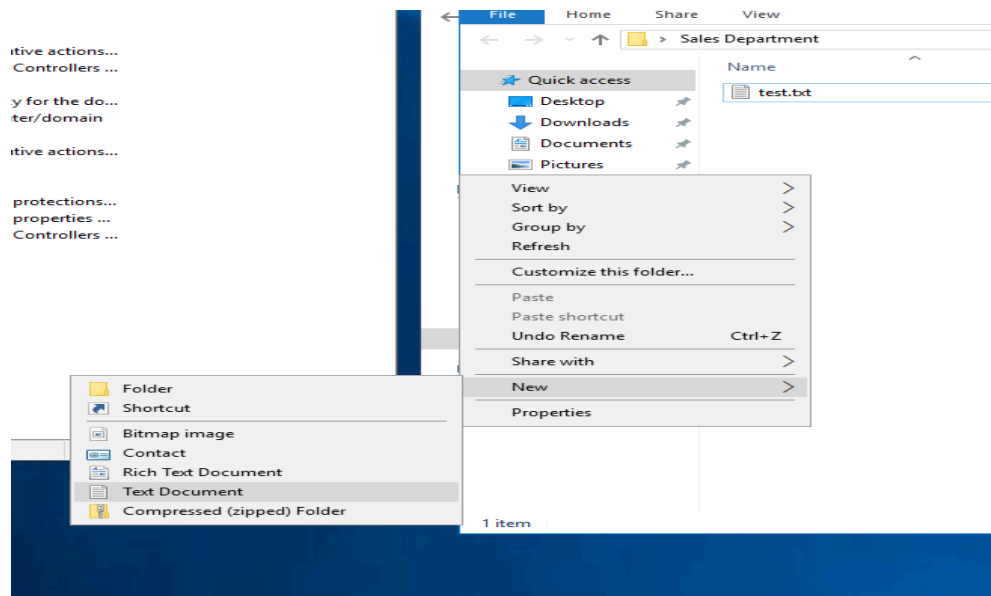 File Home Share View
Sales Department
Name
test.txt
Quick access
Desktop
Downloads
Documents
Pictures
tive actions...
Controllers ...
y for the do...
ter/domain
tive actions...
protections...
properties ...
Controllers ...
View
Sort by
Group by
Refresh
Customize this folder...
Paste
Paste shortcut
Undo Rename Ctrl+Z
Share with
New
Properties
Folder
Shortcut
Bitmap image
Contact
Rich Text Document
Text Document
Compressed (zipped) Folder
1 item